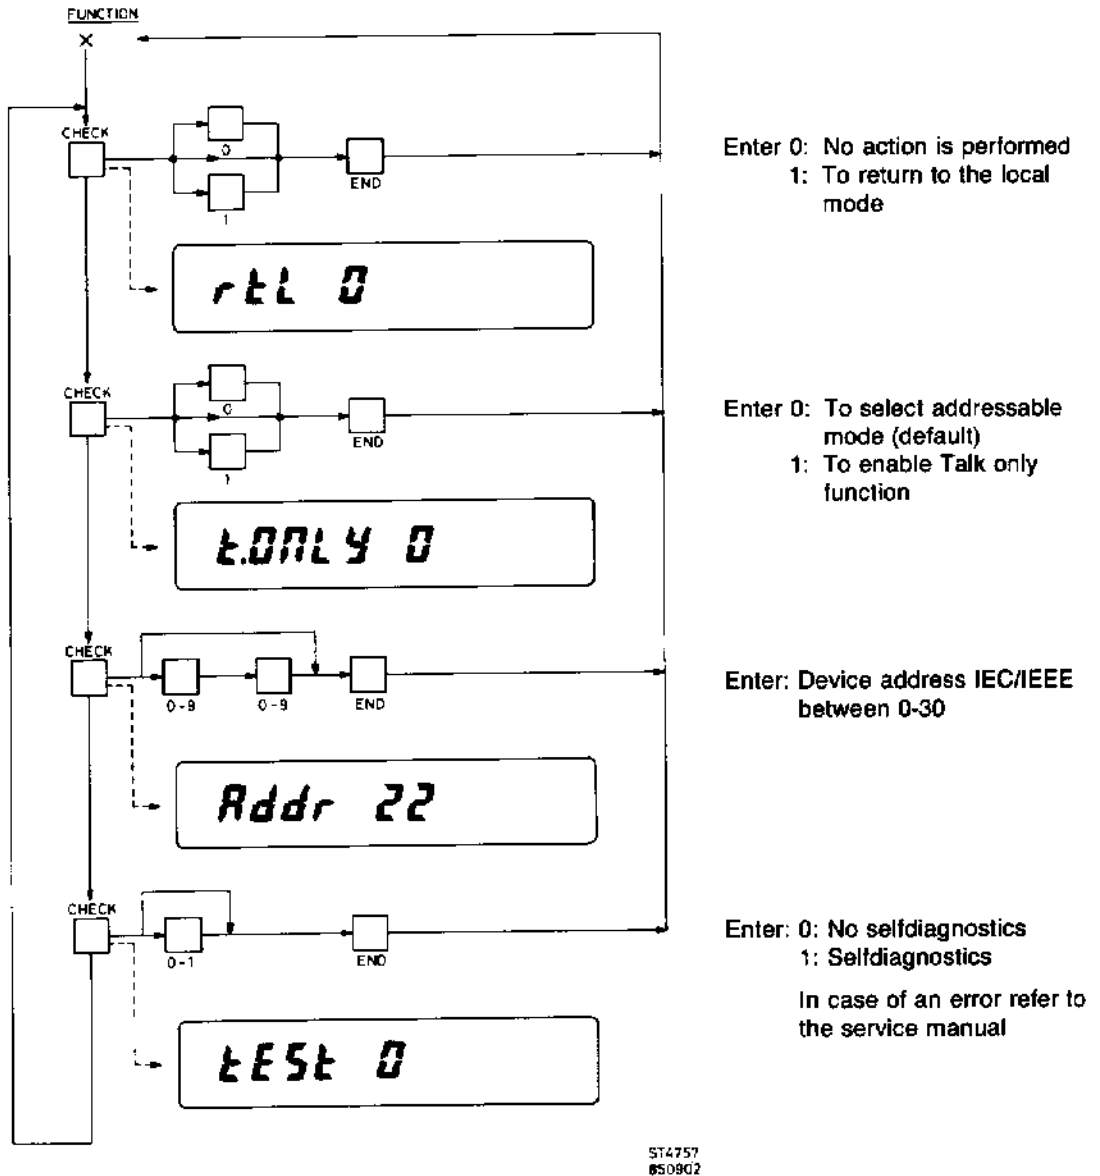 FUNCTION
CHECK
0
1
END
Enter 0: No action is performed
1: To return to the local
mode
rtL 0
CHECK
0
1
END
Enter 0: To select addressable
mode (default)
1: To enable Talk only
function
t.ONLY 0
CHECK
0-9
0-9
END
Enter: Device address IEC/IEEE
between 0-30
Addr 22
CHECK
0-1
END
Enter: 0: No selfdiagnostics
1: Selfdiagnostics
In case of an error refer to
the service manual
tESt 0
ST4757
850902